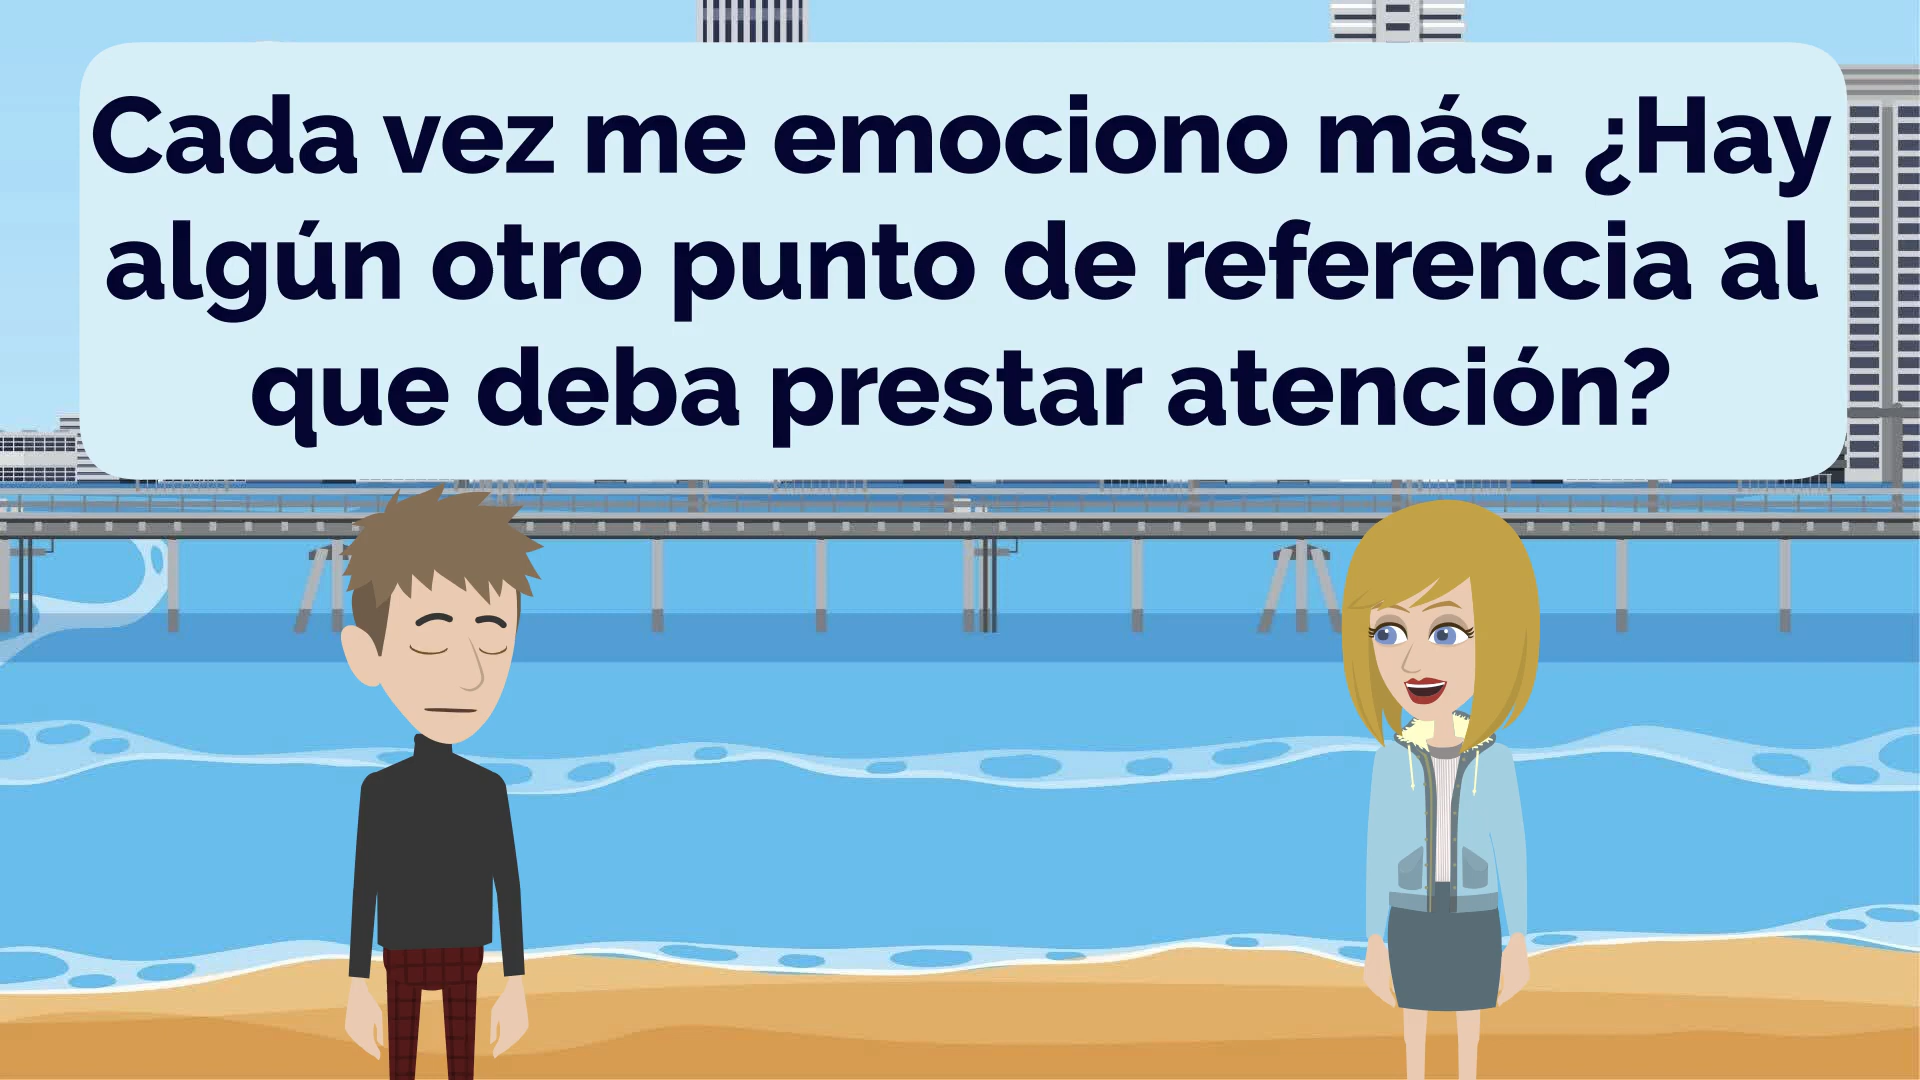 Cada vez me emociono más. ¿Hay
algún otro punto de referencia al
que deba prestar atención?